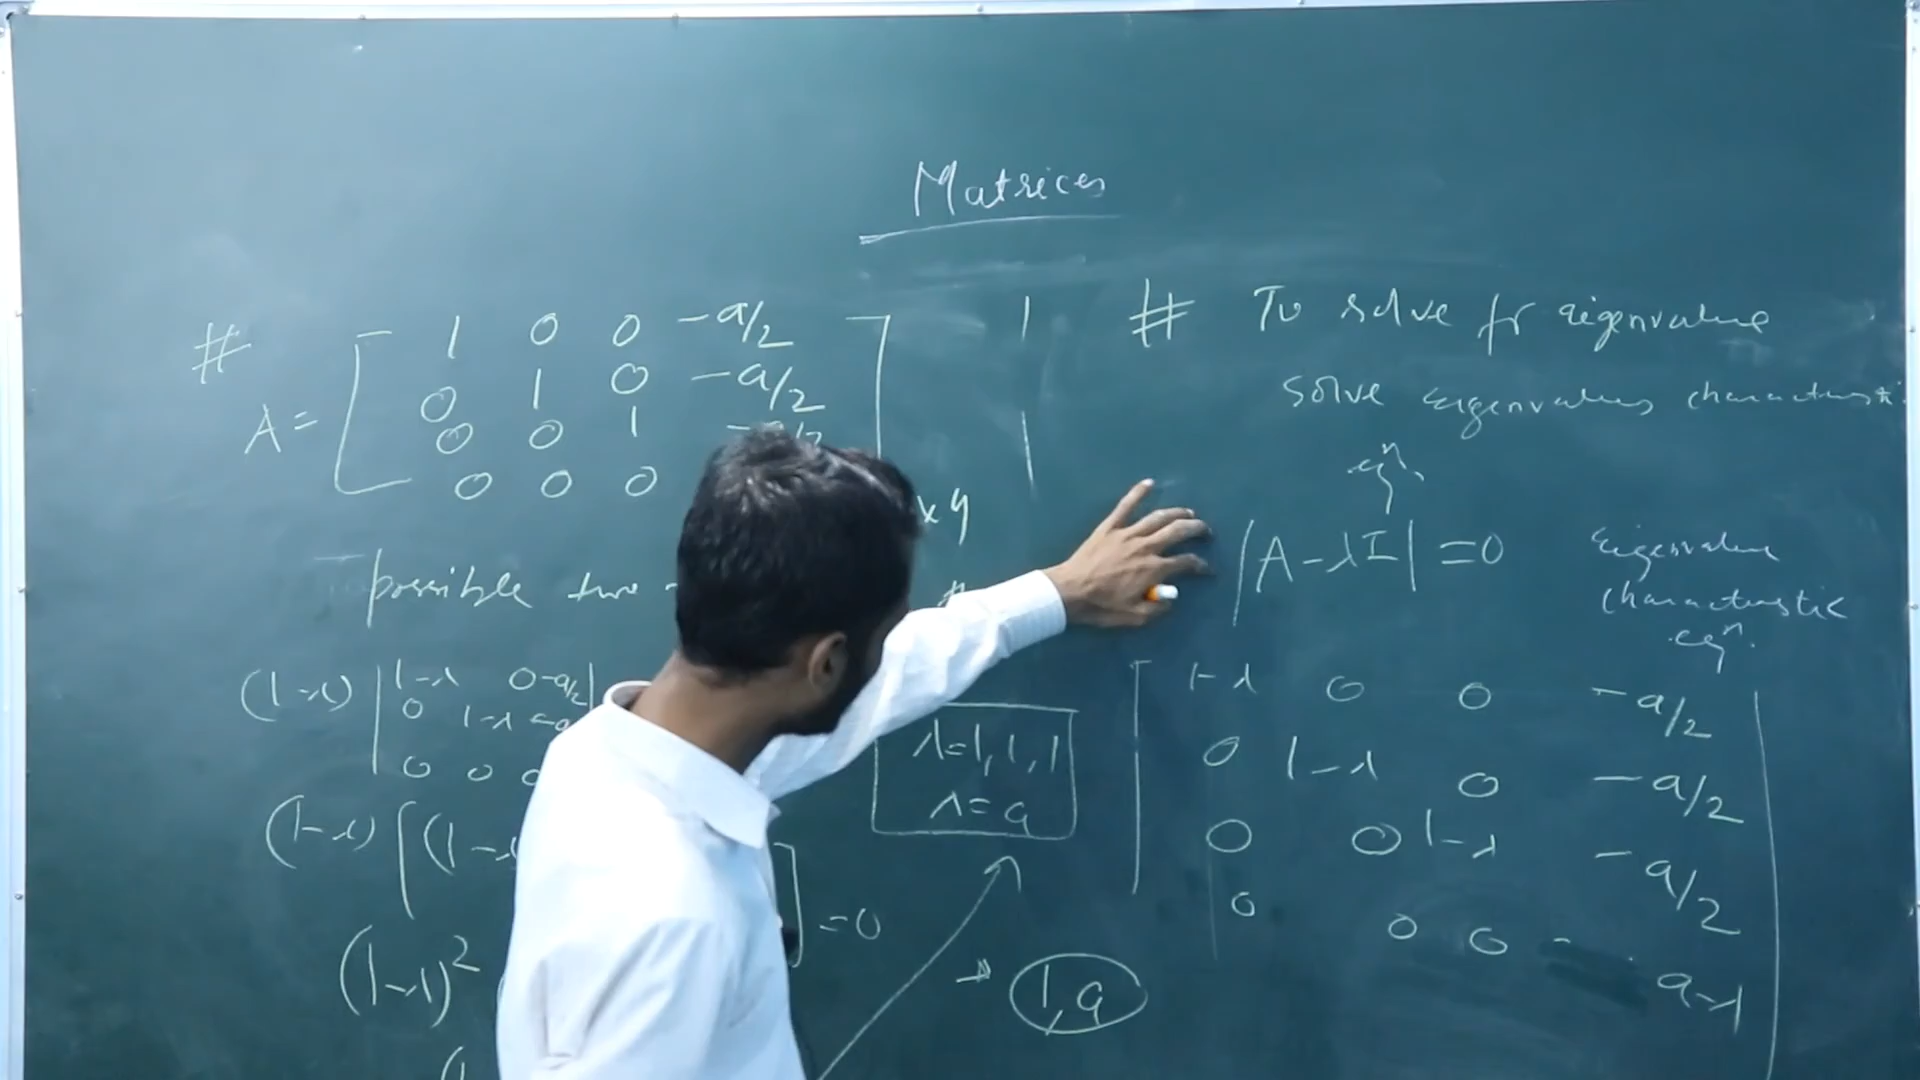 Matrices
# A = [ 1 0 0 -a/2
0 1 0 -a/2
0 0 1
0 0 0
x4
possible two
(1-λ) | 1-λ 0 -a/2 |
0 1-λ -a
0 0 0
(1-λ) [ (1-λ
] = 0
(1-λ)²
λ=1,1,1
λ=a
→ 1,a
# To solve for eigenvalue
solve eigenvalues characteristic
eqⁿ.
|A-λI| = 0
Eigenvalue
characteristic
eqⁿ.
1-λ 0 0 -a/2
0 1-λ 0 -a/2
0 0 1-λ -a/2
0 0 0 a-λ